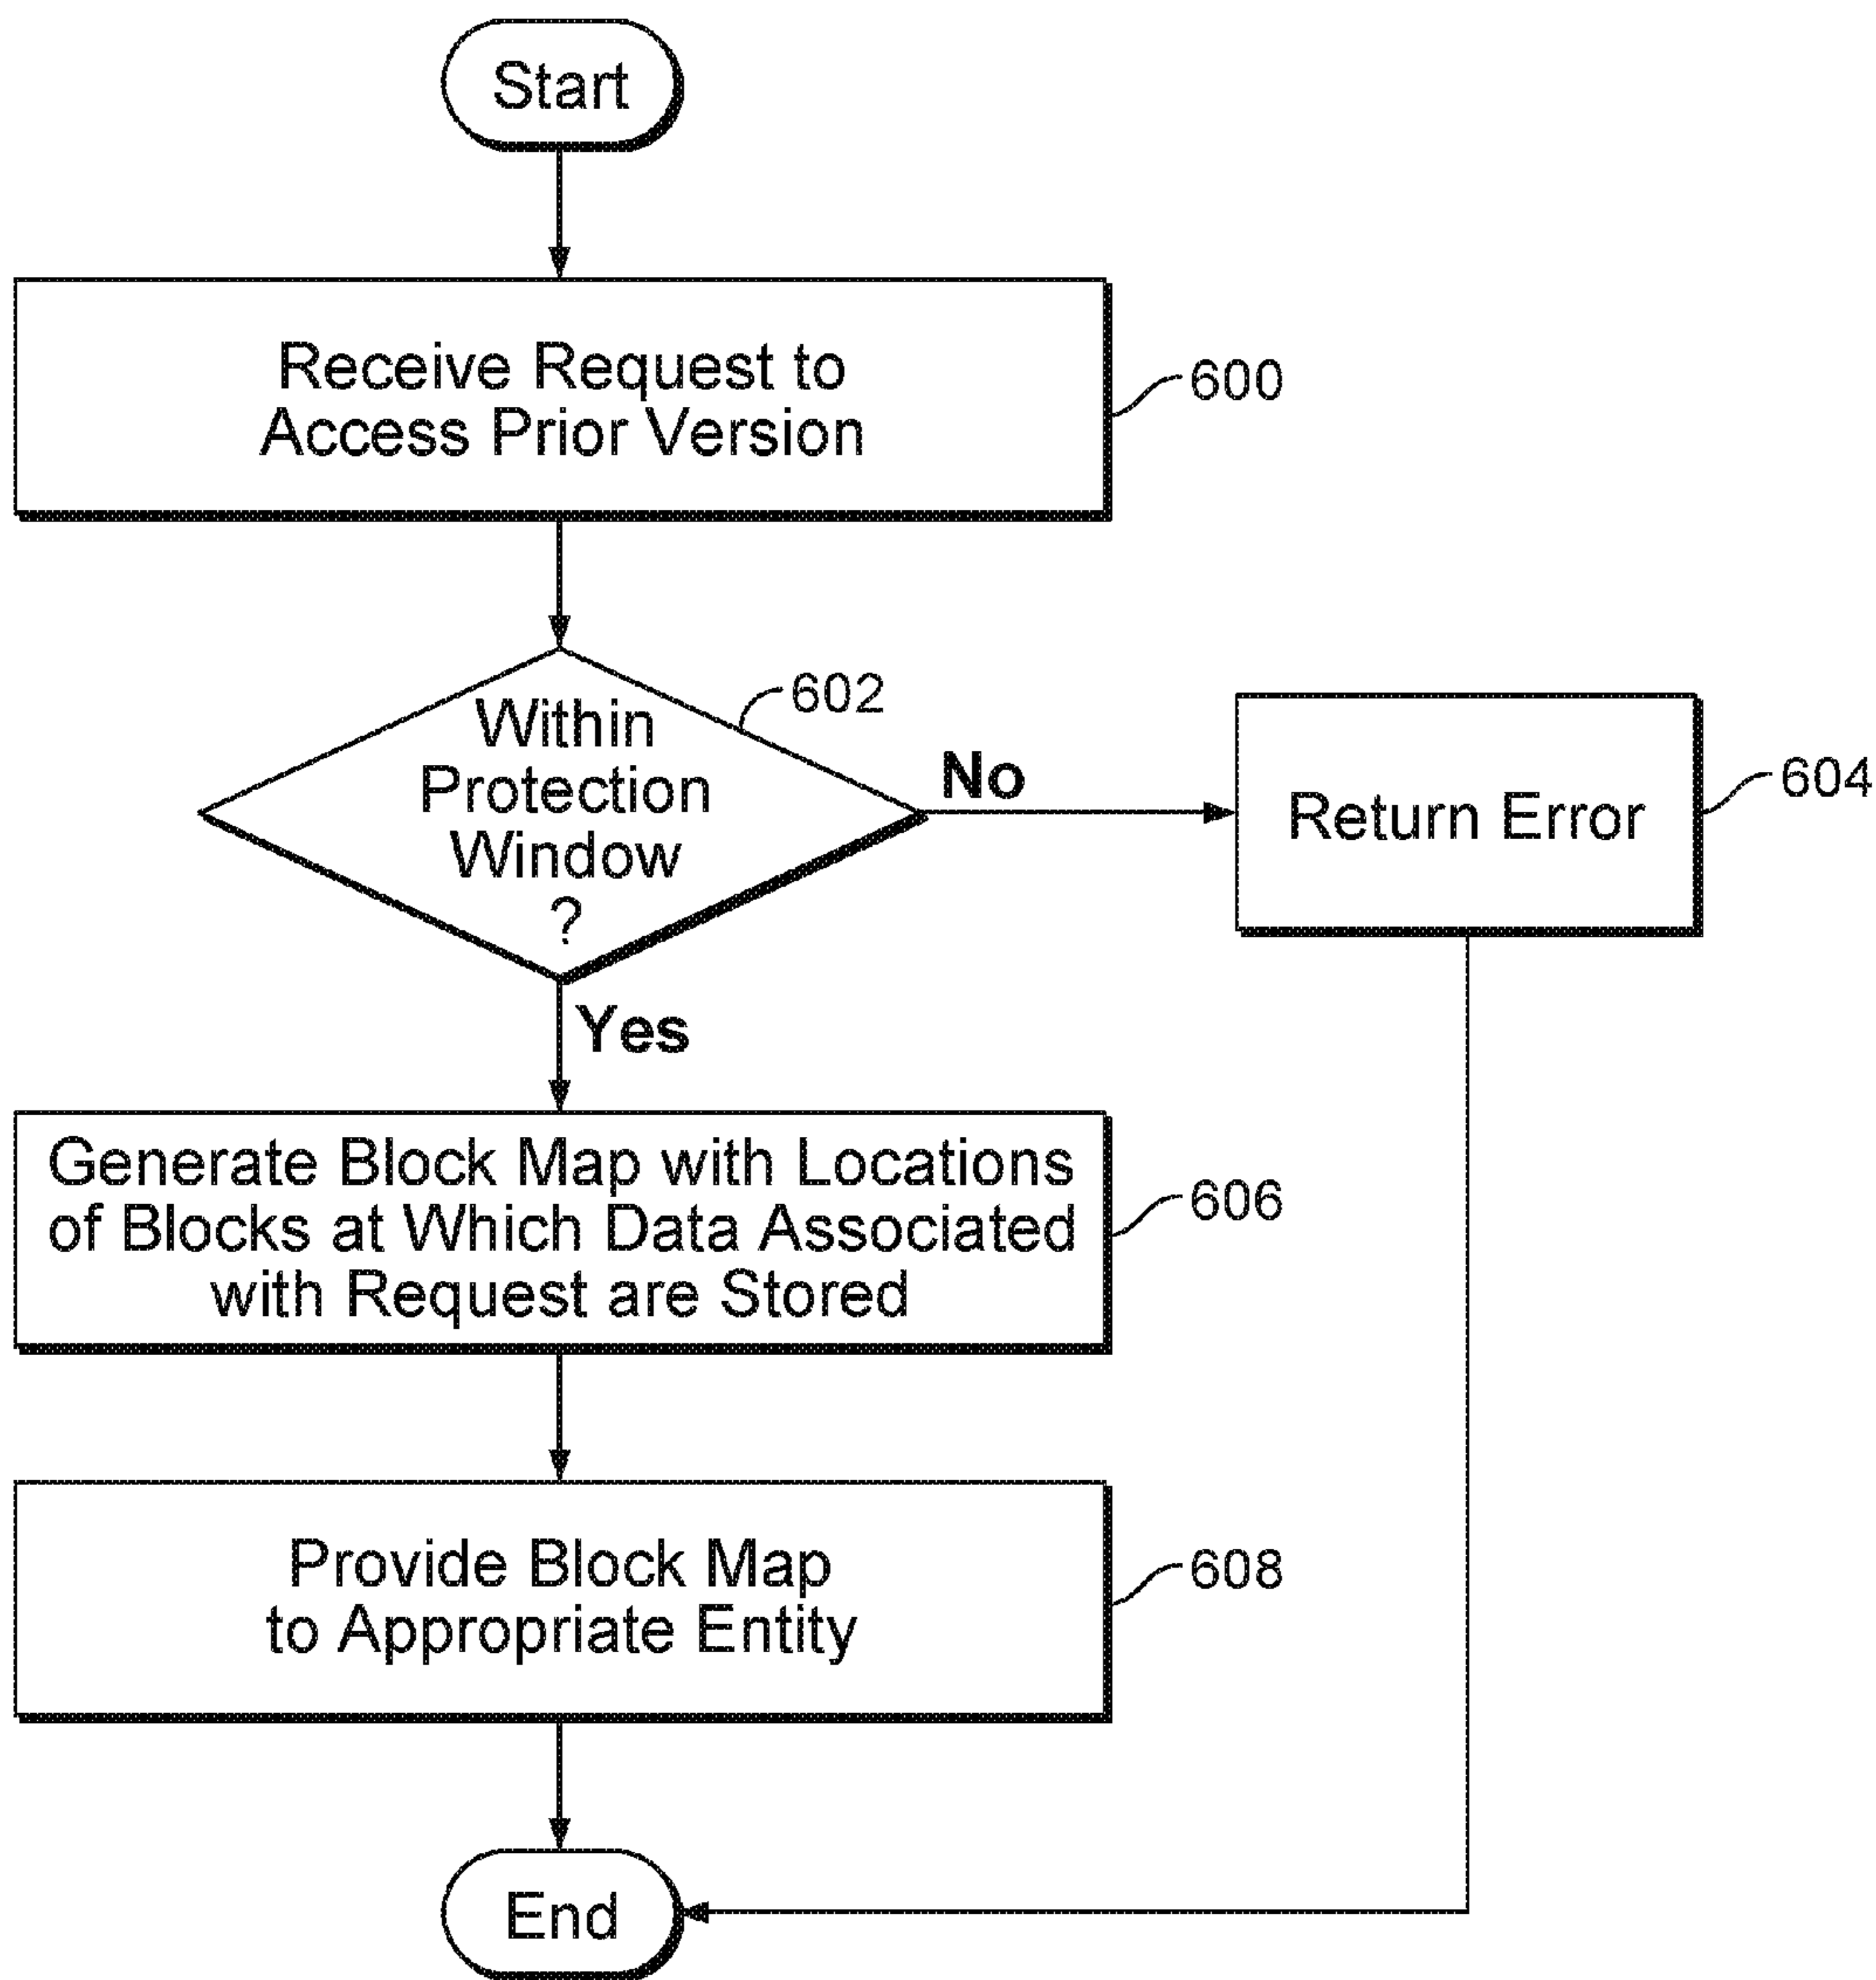 Start
Receive Request to
Access Prior Version
600
Within
Protection
Window
?
602
No
Return Error
604
Yes
Generate Block Map with Locations
of Blocks at Which Data Associated
with Request are Stored
606
Provide Block Map
to Appropriate Entity
608
End